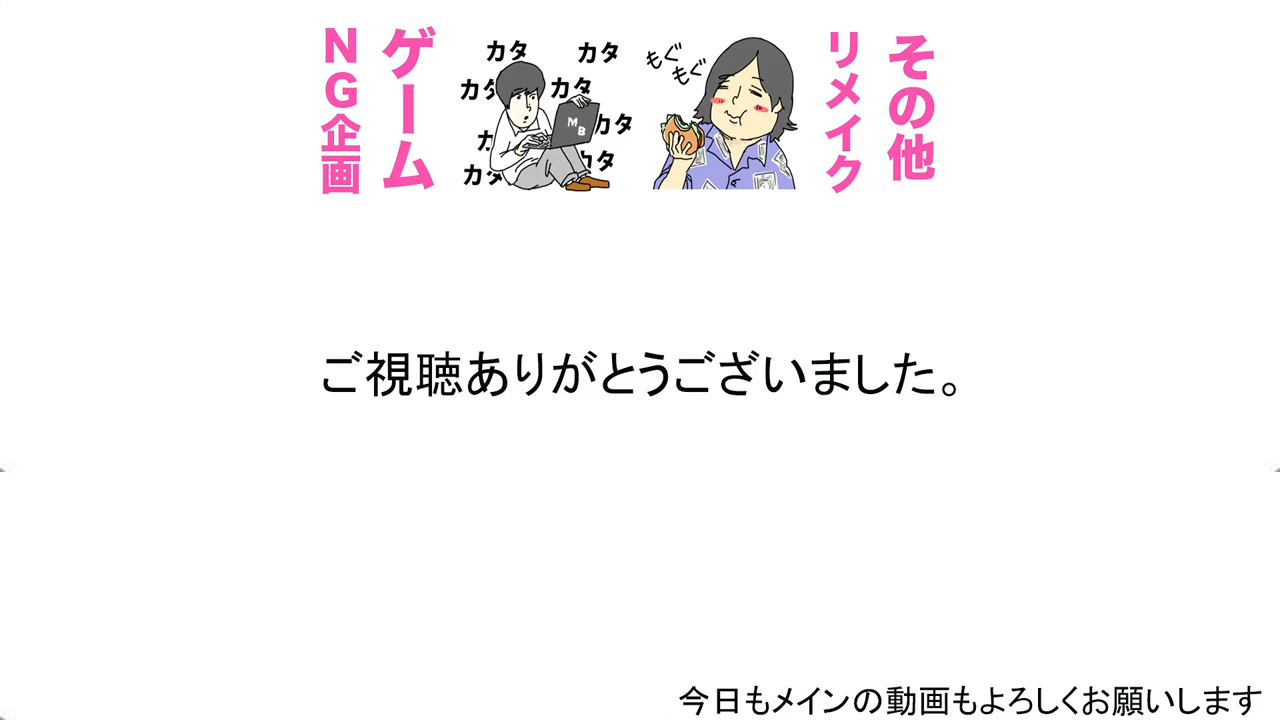 ゲーム
NG企画
カタ
カタ
カタ
カタ
カタ
カタ
カタ
カタ
MB
もぐ
もぐ
その他
リメイク
ご視聴ありがとうございました。
今日もメインの動画もよろしくお願いします